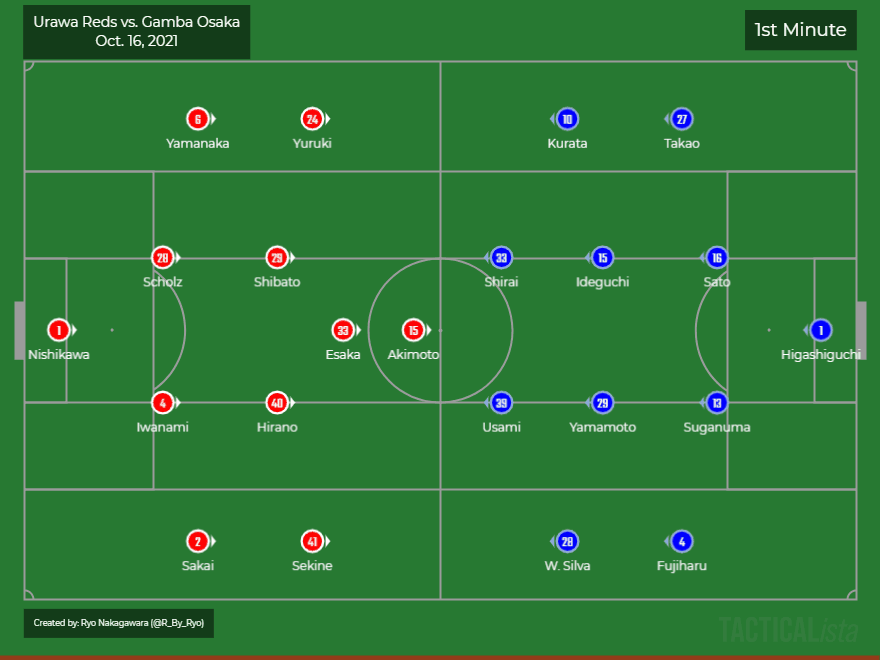 Urawa Reds vs. Gamba Osaka
Oct. 16, 2021
1st Minute
6
24
10
27
Yamanaka
Yuruki
Kurata
Takao
28
29
33
15
16
Scholz
Shibato
Shirai
Ideguchi
Sato
1
33
15
1
Nishikawa
Esaka
Akimoto
Higashiguchi
4
40
39
29
13
Iwanami
Hirano
Usami
Yamamoto
Suganuma
2
41
28
4
Sakai
Sekine
W. Silva
Fujiharu
Created by: Ryo Nakagawara (@R_By_Ryo)
TACTICALista